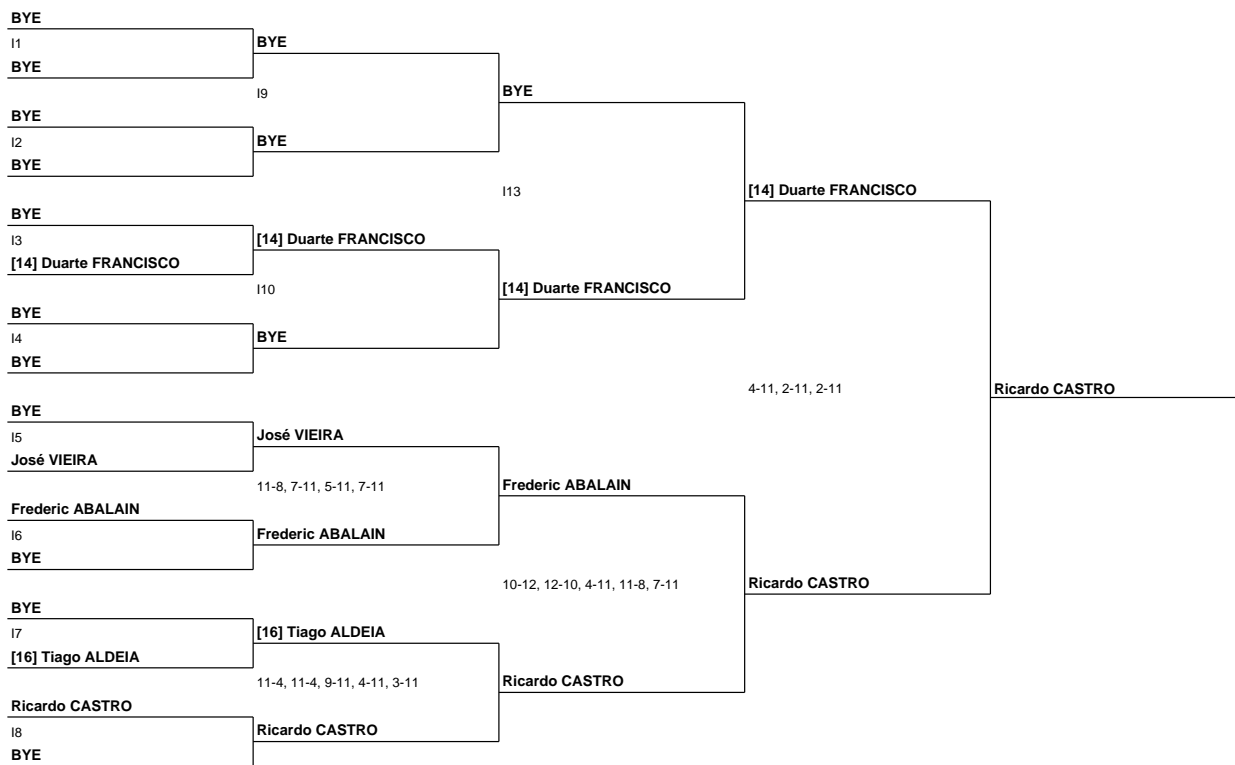 BYE
I1
BYE
BYE
I9
BYE
BYE
I2
BYE
BYE
I13
[14] Duarte FRANCISCO
BYE
I3
[14] Duarte FRANCISCO
[14] Duarte FRANCISCO
I10
[14] Duarte FRANCISCO
BYE
I4
BYE
BYE
4-11, 2-11, 2-11
Ricardo CASTRO
BYE
I5
José VIEIRA
José VIEIRA
11-8, 7-11, 5-11, 7-11
Frederic ABALAIN
Frederic ABALAIN
I6
Frederic ABALAIN
BYE
10-12, 12-10, 4-11, 11-8, 7-11
Ricardo CASTRO
BYE
I7
[16] Tiago ALDEIA
[16] Tiago ALDEIA
11-4, 11-4, 9-11, 4-11, 3-11
Ricardo CASTRO
Ricardo CASTRO
I8
Ricardo CASTRO
BYE